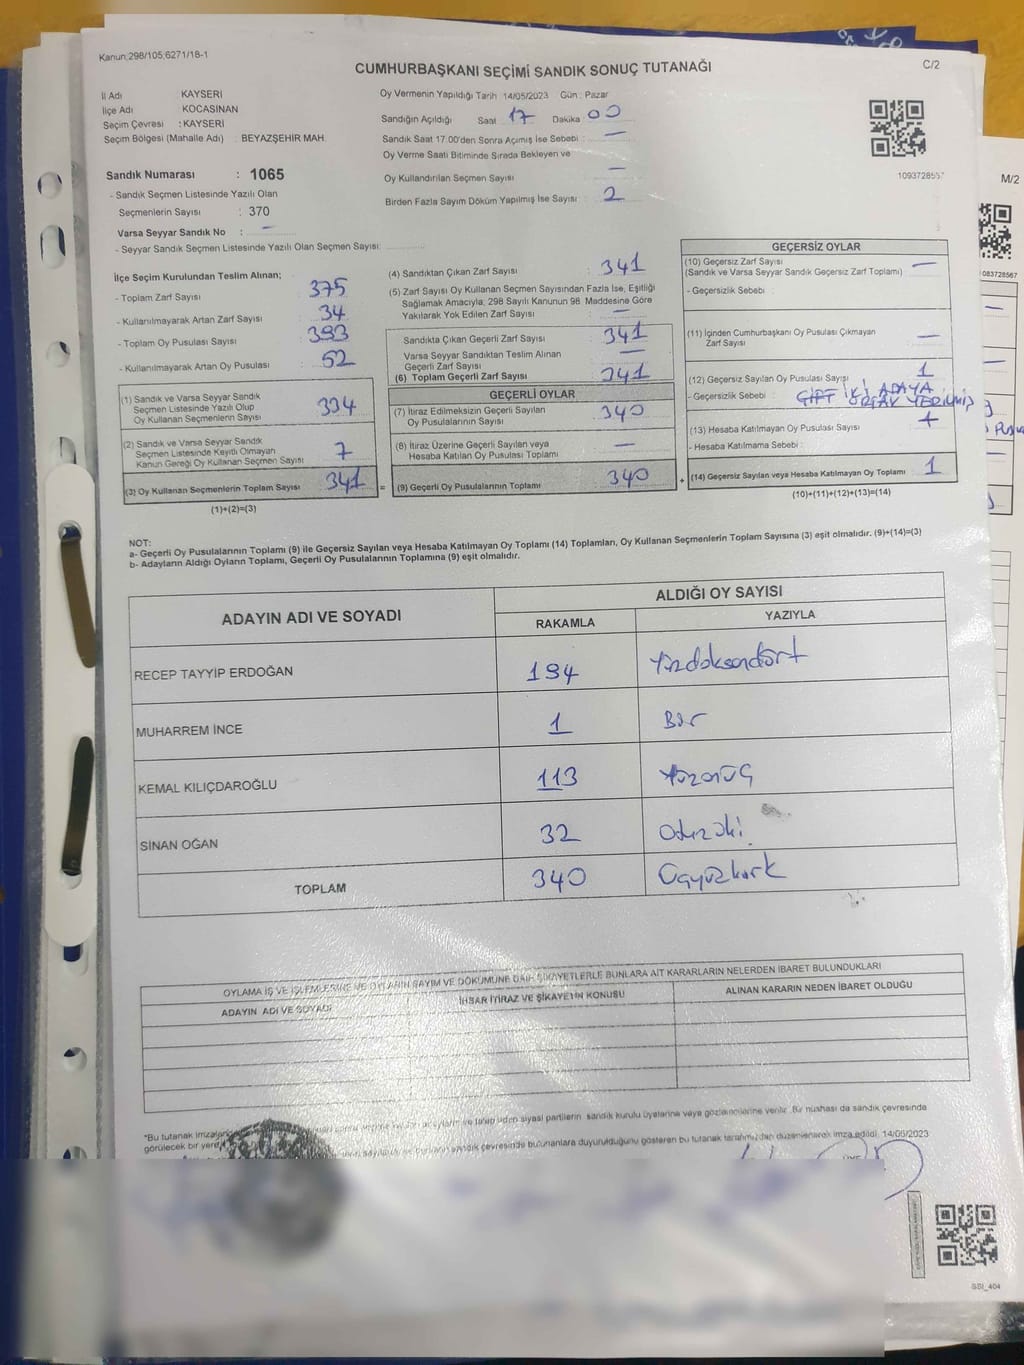 Kanun;298/105;6271/18-1
CUMHURBAŞKANI SEÇİMİ SANDIK SONUÇ TUTANAĞI
C/2
İl Adı KAYSERİ
İlçe Adı KOCASİNAN
Seçim Çevresi : KAYSERİ
Seçim Bölgesi (Mahalle Adı) : BEYAZŞEHİR MAH.
Oy Vermenin Yapıldığı Tarih 14/05/2023 Gün : Pazar
Sandığın Açıldığı Saat 17 Dakika 00
Sandık Saat 17.00'den Sonra Açımış İse Sebebi : —
Oy Verme Saati Bitiminde Sırada Bekleyen ve
Oy Kullandırılan Seçmen Sayısı —
Birden Fazla Sayım Döküm Yapılmış İse Sayısı : 2
1093728557
M/2
1083728567
Sandık Numarası : 1065
- Sandık Seçmen Listesinde Yazılı Olan
Seçmenlerin Sayısı : 370
Varsa Seyyar Sandık No : —
- Seyyar Sandık Seçmen Listesinde Yazılı Olan Seçmen Sayısı:
İlçe Seçim Kurulundan Teslim Alınan;
- Toplam Zarf Sayısı : 375
- Kullanılmayarak Artan Zarf Sayısı : 34
- Toplam Oy Pusulası Sayısı : 393
- Kullanılmayarak Artan Oy Pusulası : 52
(1) Sandık ve Varsa Seyyar Sandık
Seçmen Listesinde Yazılı Olup
Oy Kullanan Seçmenlerin Sayısı 334
(2) Sandık ve Varsa Seyyar Sandık
Seçmen Listesinde Kayıtlı Olmayan
Kanun Gereği Oy Kullanan Seçmen Sayısı 7
(3) Oy Kullanan Seçmenlerin Toplam Sayısı 341 =
(1)+(2)=(3)
(4) Sandıktan Çıkan Zarf Sayısı : 341
(5) Zarf Sayısı Oy Kullanan Seçmen Sayısından Fazla İse, Eşitliği
Sağlamak Amacıyla; 298 Sayılı Kanunun 98. Maddesine Göre
Yakılarak Yok Edilen Zarf Sayısı : —
Sandıkta Çıkan Geçerli Zarf Sayısı : 341
Varsa Seyyar Sandıktan Teslim Alınan
Geçerli Zarf Sayısı —
(6) Toplam Geçerli Zarf Sayısı : 341
GEÇERLİ OYLAR
(7) İtiraz Edilmeksizin Geçerli Sayılan
Oy Pusulalarının Sayısı : 340
(8) İtiraz Üzerine Geçerli Sayılan veya
Hesaba Katılan Oy Pusulası Toplamı —
(9) Geçerli Oy Pusulalarının Toplamı : 340 +
GEÇERSİZ OYLAR
(10) Geçersiz Zarf Sayısı —
(Sandık ve Varsa Seyyar Sandık Geçersiz Zarf Toplamı)
- Geçersizlik Sebebi :
(11) İçinden Cumhurbaşkanı Oy Pusulası Çıkmayan
Zarf Sayısı —
(12) Geçersiz Sayılan Oy Pusulası Sayısı 1
- Geçersizlik Sebebi : ÇİFT İKİ ADAYA
VERİLMİŞ
(13) Hesaba Katılmayan Oy Pusulası Sayısı
- Hesaba Katılmama Sebebi :
(14) Geçersiz Sayılan veya Hesaba Katılmayan Oy Toplamı 1
(10)+(11)+(12)+(13)=(14)
NOT:
a- Geçerli Oy Pusulalarının Toplamı (9) ile Geçersiz Sayılan veya Hesaba Katılmayan Oy Toplamı (14) Toplamları, Oy Kullanan Seçmenlerin Toplam Sayısına (3) eşit olmalıdır. (9)+(14)=(3)
b- Adayların Aldığı Oyların Toplamı, Geçerli Oy Pusulalarının Toplamına (9) eşit olmalıdır.
ADAYIN ADI VE SOYADI
ALDIĞI OY SAYISI
RAKAMLA YAZIYLA
RECEP TAYYİP ERDOĞAN 194 Yüzdoksandört
MUHARREM İNCE 1 Bir
KEMAL KILIÇDAROĞLU 113 Yüzonüç
SİNAN OĞAN 32 Otuziki
TOPLAM 340 Üçyüzkırk
OYLAMA İŞ VE İŞLEMLERİNE VE OYLARIN SAYIM VE DÖKÜMÜNE DAİR ŞİKAYETLERLE BUNLARA AİT KARARLARIN NELERDEN İBARET BULUNDUKLARI
ADAYIN ADI VE SOYADI İHBAR İTİRAZ VE ŞİKAYETİN KONUSU ALINAN KARARIN NEDEN İBARET OLDUĞU
*Bu tutanak siyasi partilerin sandık kurulu üyelerine veya gözlemcilerine verilir. Bir nüshası da sandık çevresinde
görülecek bir yere sandık çevresinde bulunanlara duyurulduğunu gösteren bu tutanak tarafımızdan düzenlenerek imza edildi. 14/05/2023
SSI_404